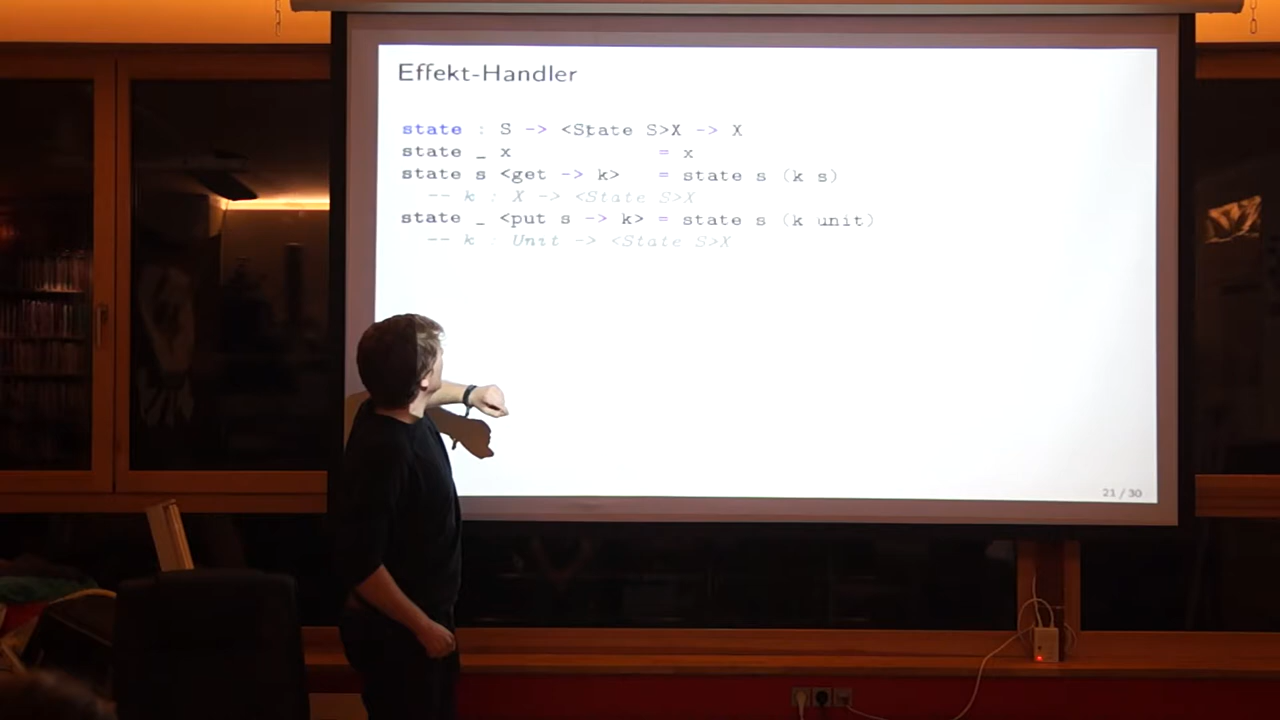 Effekt-Handler
state : S -> <State S>X -> X
state _ x = x
state s <get -> k> = state s (k s)
-- k : X -> <State S>X
state _ <put s -> k> = state s (k unit)
-- k : Unit -> <State S>X
21 / 30